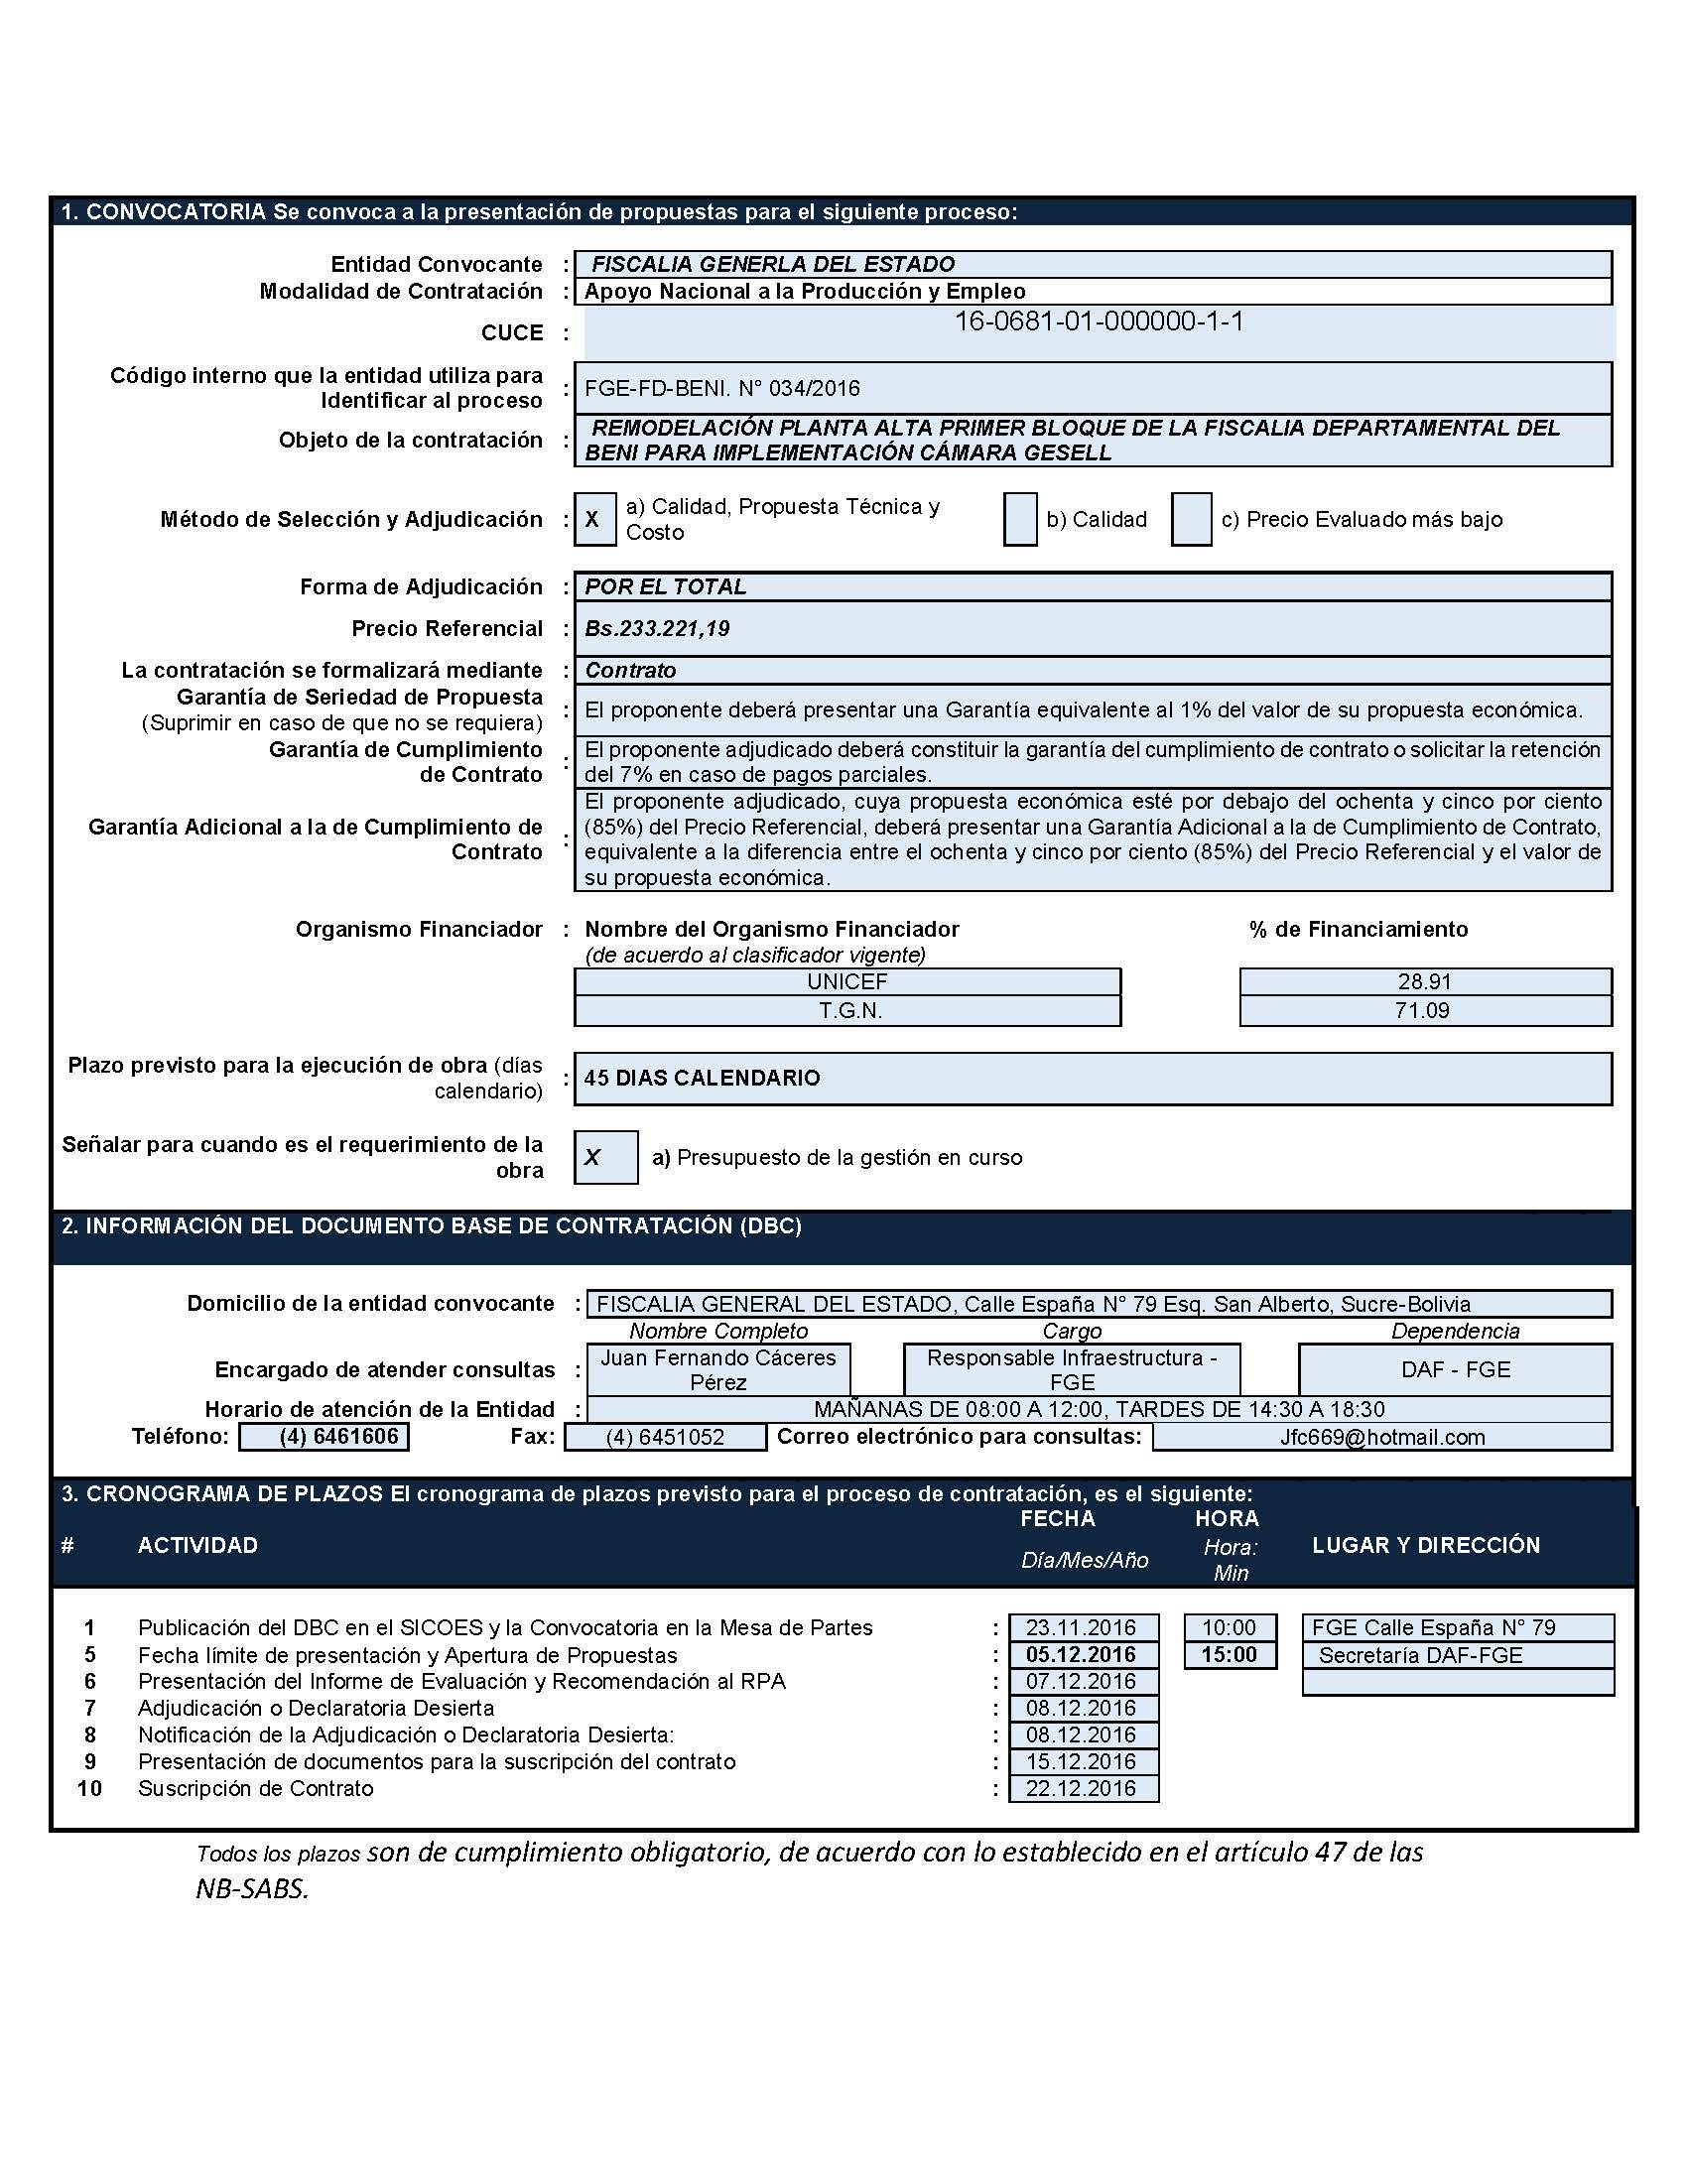 1. CONVOCATORIA Se convoca a la presentación de propuestas para el siguiente proceso:
Entidad Convocante : FISCALIA GENERLA DEL ESTADO
Modalidad de Contratación : Apoyo Nacional a la Producción y Empleo
CUCE : 16-0681-01-000000-1-1
Código interno que la entidad utiliza para
Identificar al proceso : FGE-FD-BENI. N° 034/2016
Objeto de la contratación : REMODELACIÓN PLANTA ALTA PRIMER BLOQUE DE LA FISCALIA DEPARTAMENTAL DEL
BENI PARA IMPLEMENTACIÓN CÁMARA GESELL
Método de Selección y Adjudicación : X a) Calidad, Propuesta Técnica y
Costo b) Calidad c) Precio Evaluado más bajo
Forma de Adjudicación : POR EL TOTAL
Precio Referencial : Bs.233.221,19
La contratación se formalizará mediante : Contrato
Garantía de Seriedad de Propuesta
(Suprimir en caso de que no se requiera) : El proponente deberá presentar una Garantía equivalente al 1% del valor de su propuesta económica.
Garantía de Cumplimiento
de Contrato : El proponente adjudicado deberá constituir la garantía del cumplimiento de contrato o solicitar la retención
del 7% en caso de pagos parciales.
Garantía Adicional a la de Cumplimiento de
Contrato : El proponente adjudicado, cuya propuesta económica esté por debajo del ochenta y cinco por ciento
(85%) del Precio Referencial, deberá presentar una Garantía Adicional a la de Cumplimiento de Contrato,
equivalente a la diferencia entre el ochenta y cinco por ciento (85%) del Precio Referencial y el valor de
su propuesta económica.
Organismo Financiador : Nombre del Organismo Financiador % de Financiamiento
(de acuerdo al clasificador vigente)
UNICEF 28.91
T.G.N. 71.09
Plazo previsto para la ejecución de obra (días
calendario) : 45 DIAS CALENDARIO
Señalar para cuando es el requerimiento de la
obra X a) Presupuesto de la gestión en curso
2. INFORMACIÓN DEL DOCUMENTO BASE DE CONTRATACIÓN (DBC)
Domicilio de la entidad convocante : FISCALIA GENERAL DEL ESTADO, Calle España N° 79 Esq. San Alberto, Sucre-Bolivia
Nombre Completo Cargo Dependencia
Encargado de atender consultas : Juan Fernando Cáceres
Pérez Responsable Infraestructura -
FGE DAF - FGE
Horario de atención de la Entidad : MAÑANAS DE 08:00 A 12:00, TARDES DE 14:30 A 18:30
Teléfono: (4) 6461606 Fax: (4) 6451052 Correo electrónico para consultas: Jfc669@hotmail.com
3. CRONOGRAMA DE PLAZOS El cronograma de plazos previsto para el proceso de contratación, es el siguiente:
# ACTIVIDAD FECHA HORA LUGAR Y DIRECCIÓN
Día/Mes/Año Hora:
Min
1 Publicación del DBC en el SICOES y la Convocatoria en la Mesa de Partes : 23.11.2016 10:00 FGE Calle España N° 79
5 Fecha límite de presentación y Apertura de Propuestas : 05.12.2016 15:00 Secretaría DAF-FGE
6 Presentación del Informe de Evaluación y Recomendación al RPA : 07.12.2016
7 Adjudicación o Declaratoria Desierta : 08.12.2016
8 Notificación de la Adjudicación o Declaratoria Desierta: : 08.12.2016
9 Presentación de documentos para la suscripción del contrato : 15.12.2016
10 Suscripción de Contrato : 22.12.2016
Todos los plazos son de cumplimiento obligatorio, de acuerdo con lo establecido en el artículo 47 de las
NB-SABS.